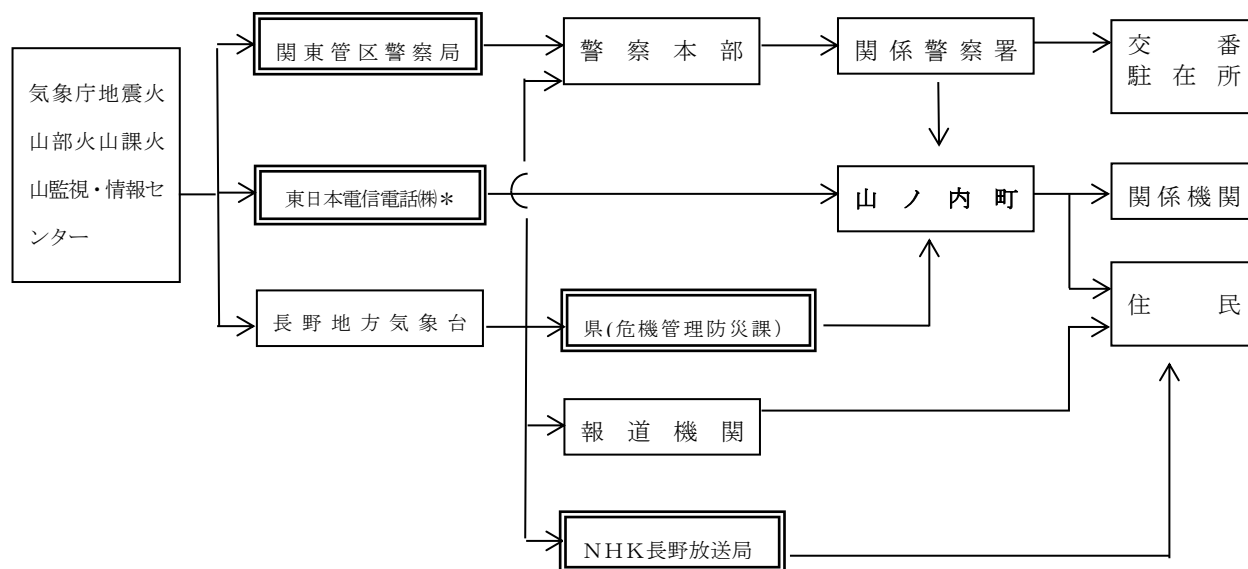 気象庁地震火
山部火山課火
山監視・情報セ
ンター
関東管区警察局
警察本部
関係警察署
交番
駐在所
東日本電信電話㈱＊
山ノ内町
関係機関
長野地方気象台
県(危機管理防災課）
住民
報道機関
ＮＨＫ長野放送局